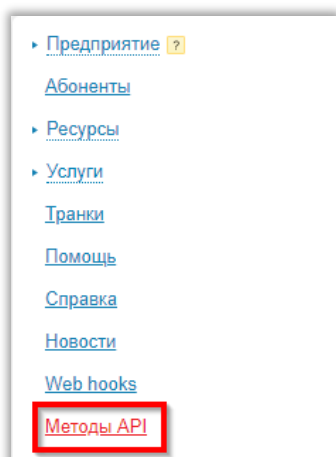 Предприятие ?
Абоненты
Ресурсы
Услуги
Транки
Помощь
Справка
Новости
Web hooks
Методы API